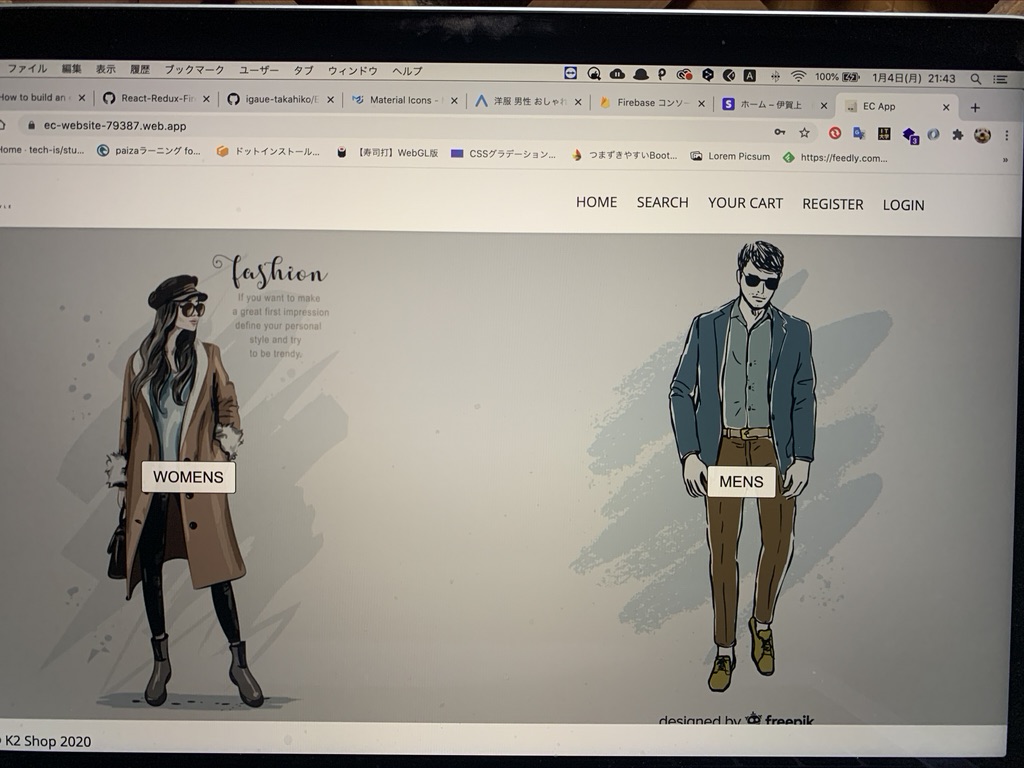 ファイル 編集 表示 履歴 ブックマーク ユーザー タブ ウィンドウ ヘルプ 100% 1月4日(月) 21:43
How to build an React-Redux-Fir igaue-takahiko/E Material Icons - 洋服 男性 おしゃれ Firebase コンソー ホーム – 伊賀上 EC App
ec-website-79387.web.app
Home · tech-is/stu... paizaラーニング fo... ドットインストール... 【寿司打】WebGL版 CSSグラデーション... つまずきやすいBoot... Lorem Picsum https://feedly.com... »
HOME SEARCH YOUR CART REGISTER LOGIN
fashion
If you want to make
a great first impression
define your personal
style and try
to be trendy.
WOMENS
MENS
designed by freepik
K2 Shop 2020